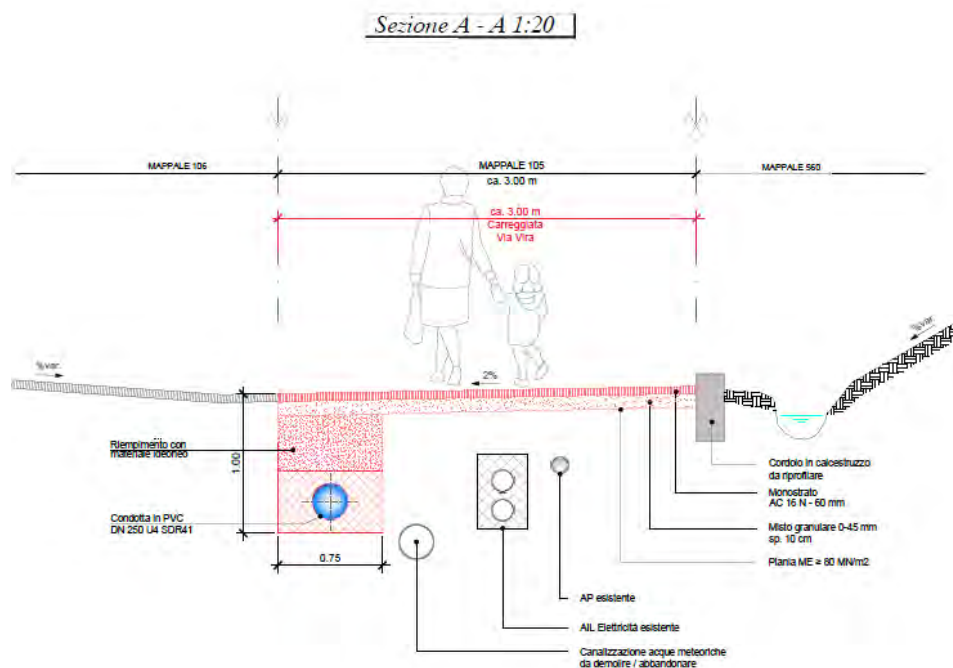 Sezione A - A 1:20
MAPPALE 106
MAPPALE 105
MAPPALE 560
ca. 3.00 m
ca. 3.00 m
Carreggiata
Via Vira
%var.
%var.
2%
Riempimento con
materiale idoneo
1.00
Condotta in PVC
DN 250 U4 SDR41
0.75
Cordolo in calcestruzzo
da riprofilare
Monostrato
AC 16 N - 60 mm
Misto granulare 0-45 mm
sp. 10 cm
Plania ME ≥ 80 MN/m2
AP esistente
AIL Elettricità esistente
Canalizzazione acque meteoriche
da demolire / abbandonare